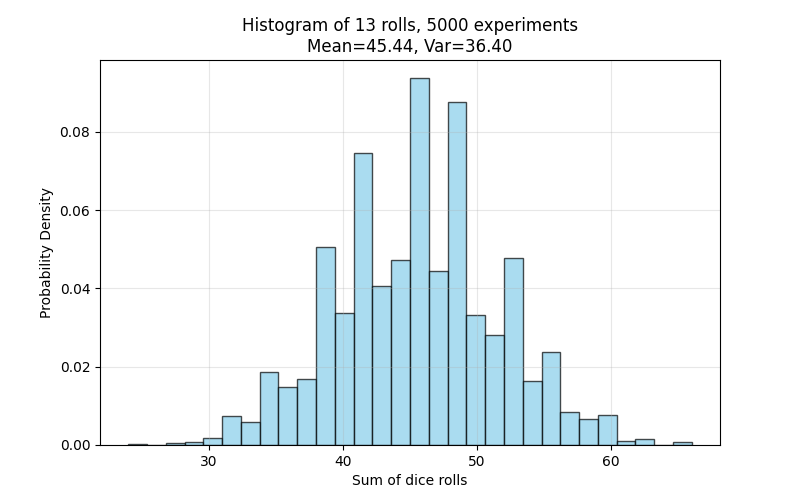 Histogram of 13 rolls, 5000 experiments
Mean=45.44, Var=36.40
Probability Density
0.08
0.06
0.04
0.02
0.00
30 40 50 60
Sum of dice rolls